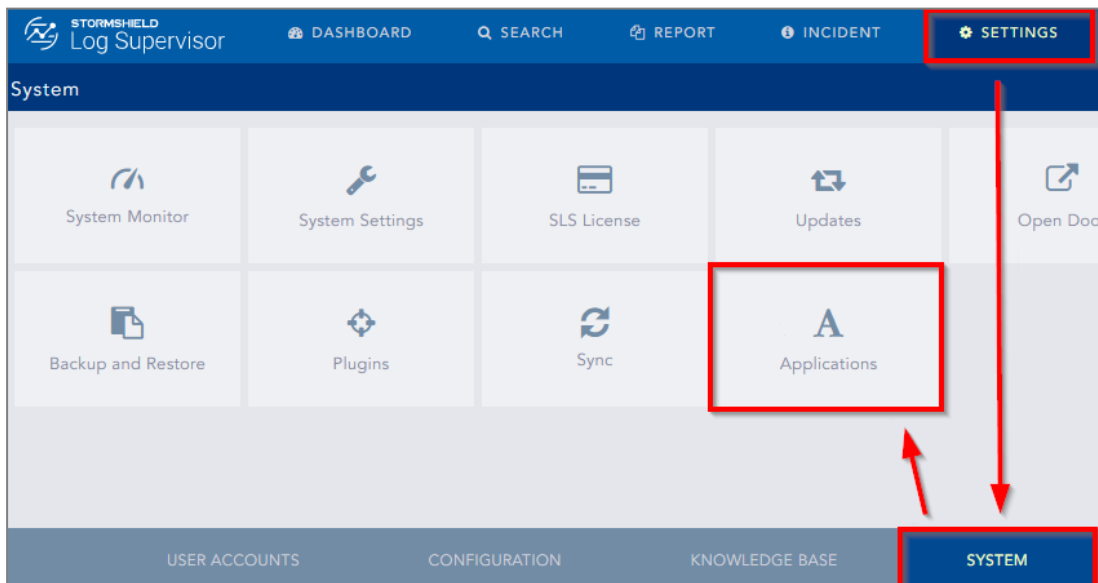 STORMSHIELD
Log Supervisor
DASHBOARD
SEARCH
REPORT
INCIDENT
SETTINGS
System
System Monitor
System Settings
SLS License
Updates
Open Doo
Backup and Restore
Plugins
Sync
Applications
USER ACCOUNTS
CONFIGURATION
KNOWLEDGE BASE
SYSTEM